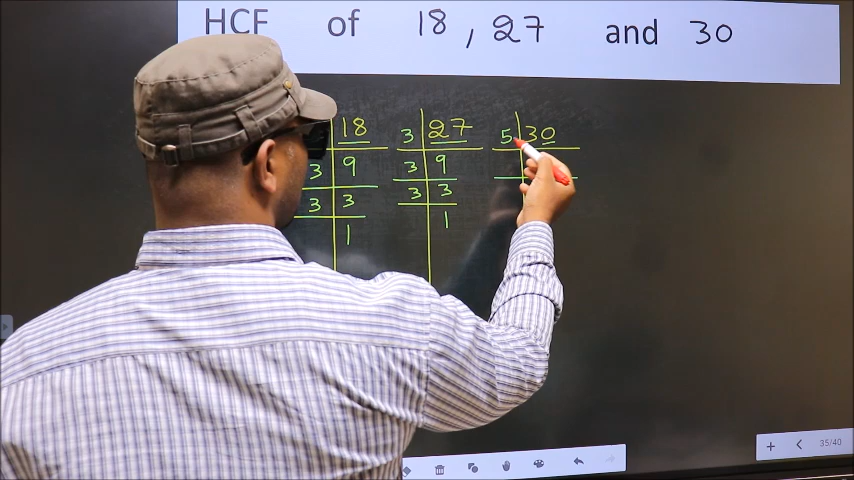 HCF of 18, 27 and 30
18 3 27 5 30
3 9 3 9
3 3 3 3
1 1
35/40